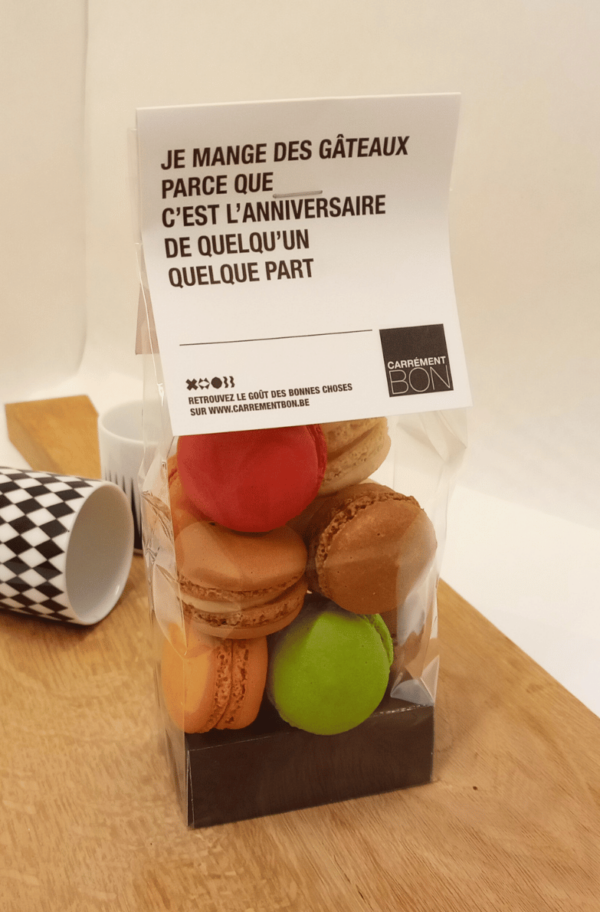 JE MANGE DES GÂTEAUX
PARCE QUE
C'EST L'ANNIVERSAIRE
DE QUELQU'UN
QUELQUE PART
CARRÉMENT
BON
RETROUVEZ LE GOÛT DES BONNES CHOSES
SUR WWW.CARREMENTBON.BE